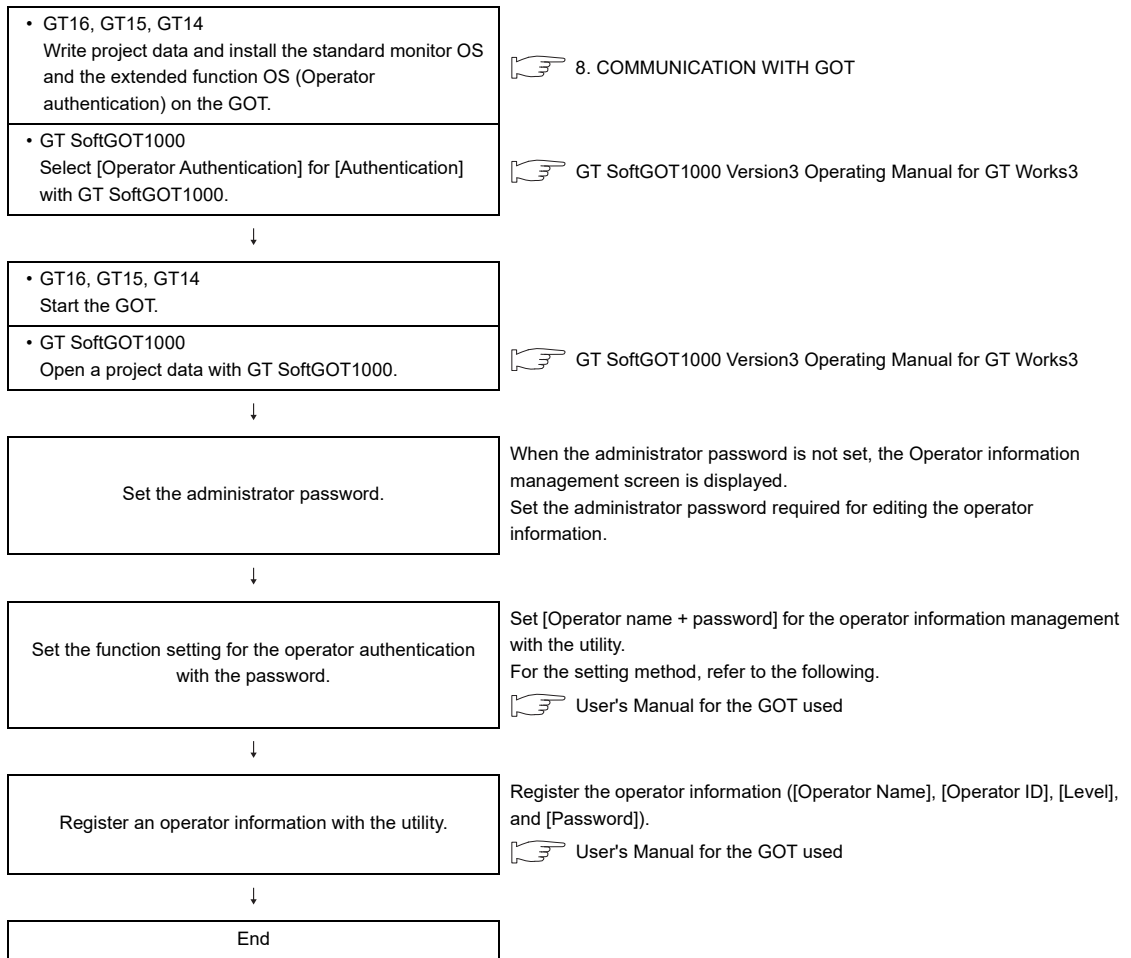 • GT16, GT15, GT14
Write project data and install the standard monitor OS
and the extended function OS (Operator
authentication) on the GOT.
8. COMMUNICATION WITH GOT
• GT SoftGOT1000
Select [Operator Authentication] for [Authentication]
with GT SoftGOT1000.
GT SoftGOT1000 Version3 Operating Manual for GT Works3
↓
• GT16, GT15, GT14
Start the GOT.
• GT SoftGOT1000
Open a project data with GT SoftGOT1000.
GT SoftGOT1000 Version3 Operating Manual for GT Works3
↓
Set the administrator password.
When the administrator password is not set, the Operator information
management screen is displayed.
Set the administrator password required for editing the operator
information.
↓
Set the function setting for the operator authentication
with the password.
Set [Operator name + password] for the operator information management
with the utility.
For the setting method, refer to the following.
User's Manual for the GOT used
↓
Register an operator information with the utility.
Register the operator information ([Operator Name], [Operator ID], [Level],
and [Password]).
User's Manual for the GOT used
↓
End